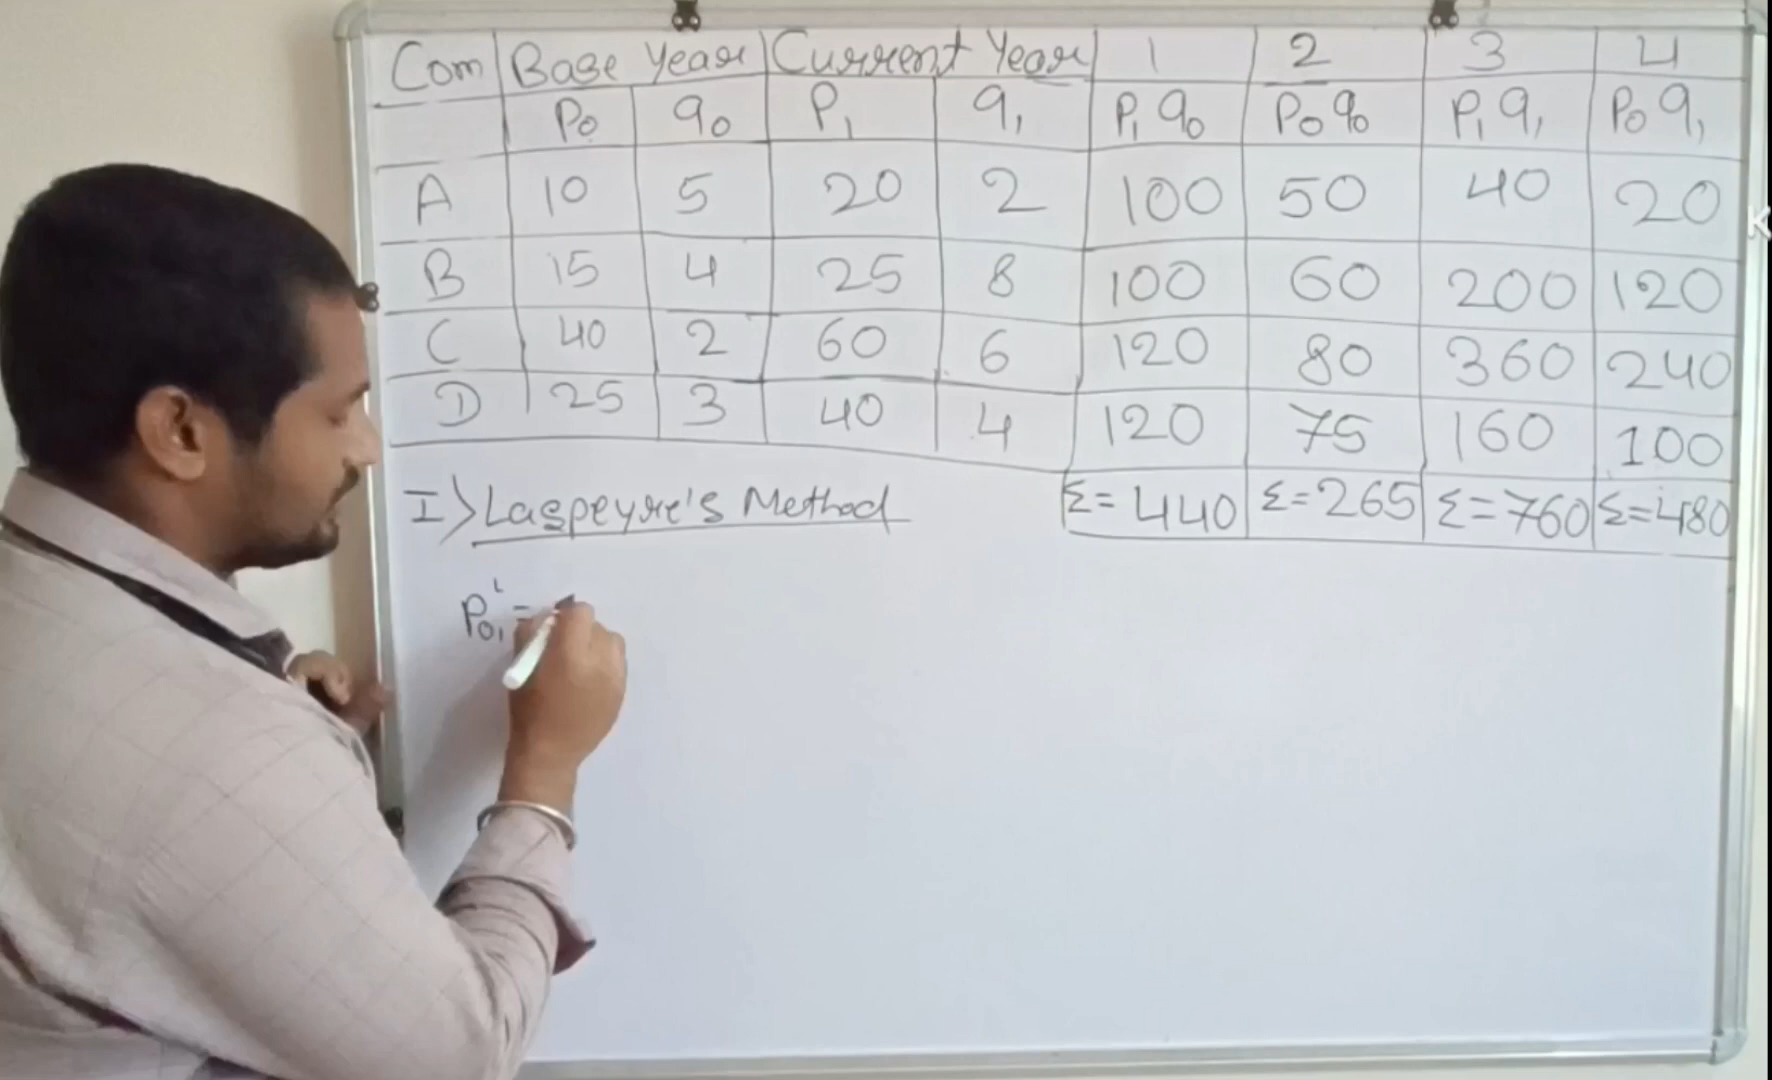 Com Base Year Current Year 1 2 3 4
P₀ q₀ P₁ q₁ P₁q₀ P₀q₀ P₁q₁ P₀q₁
A 10 5 20 2 100 50 40 20
B 15 4 25 8 100 60 200 120
C 40 2 60 6 120 80 360 240
D 25 3 40 4 120 75 160 100
I> Laspeyre's Method Σ=440 Σ=265 Σ=760 Σ=480
P₀₁ᴸ =
K